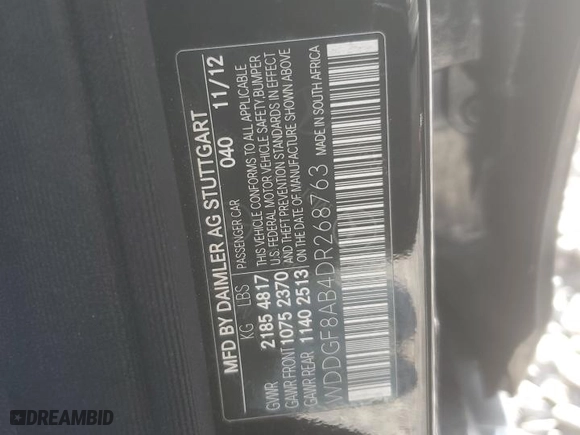 MFD BY DAIMLER AG STUTTGART
040 11/12
PASSENGER CAR
KG LBS
GVWR 2185 4817
GAWR FRONT 1075 2370
GAWR REAR 1140 2513
THIS VEHICLE CONFORMS TO ALL APPLICABLE
U.S. FEDERAL MOTOR VEHICLE SAFETY,BUMPER
AND THEFT PREVENTION STANDARDS IN EFFECT
ON THE DATE OF MANUFACTURE SHOWN ABOVE
WDDGF8AB4DR268763 MADE IN SOUTH AFRICA
DREAMBID